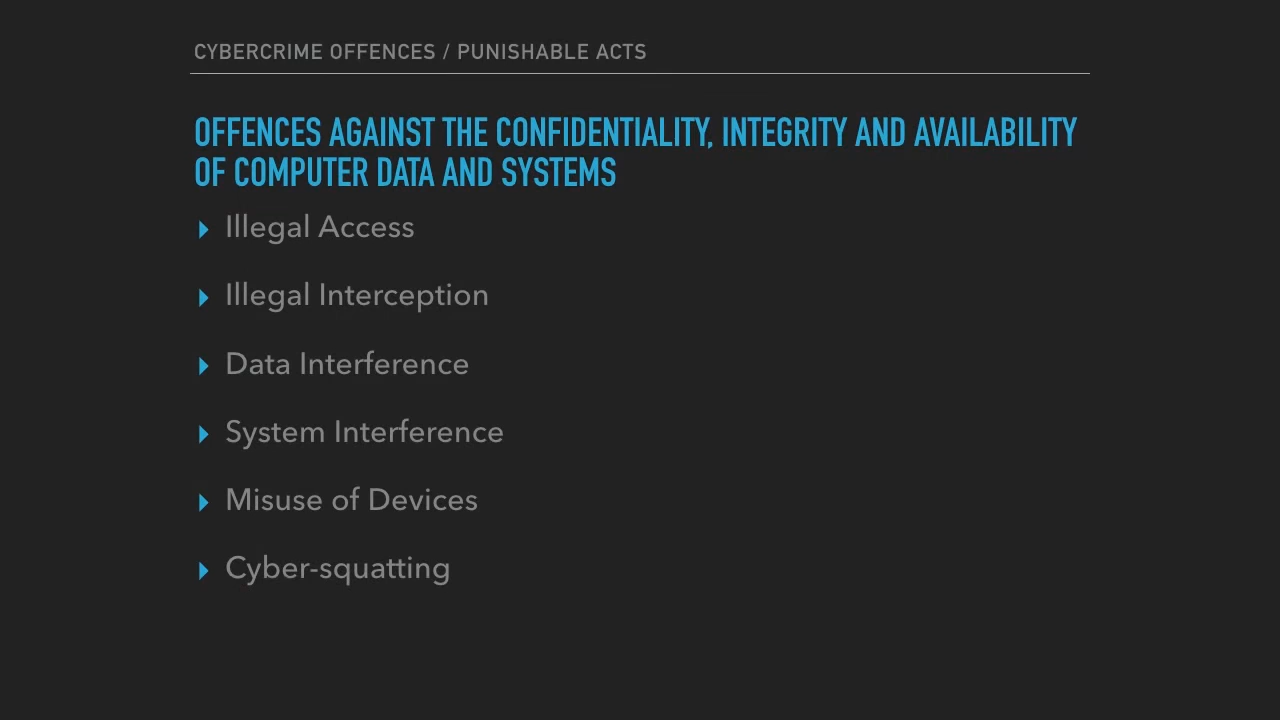 CYBERCRIME OFFENCES / PUNISHABLE ACTS
OFFENCES AGAINST THE CONFIDENTIALITY, INTEGRITY AND AVAILABILITY
OF COMPUTER DATA AND SYSTEMS
Illegal Access
Illegal Interception
Data Interference
System Interference
Misuse of Devices
Cyber-squatting